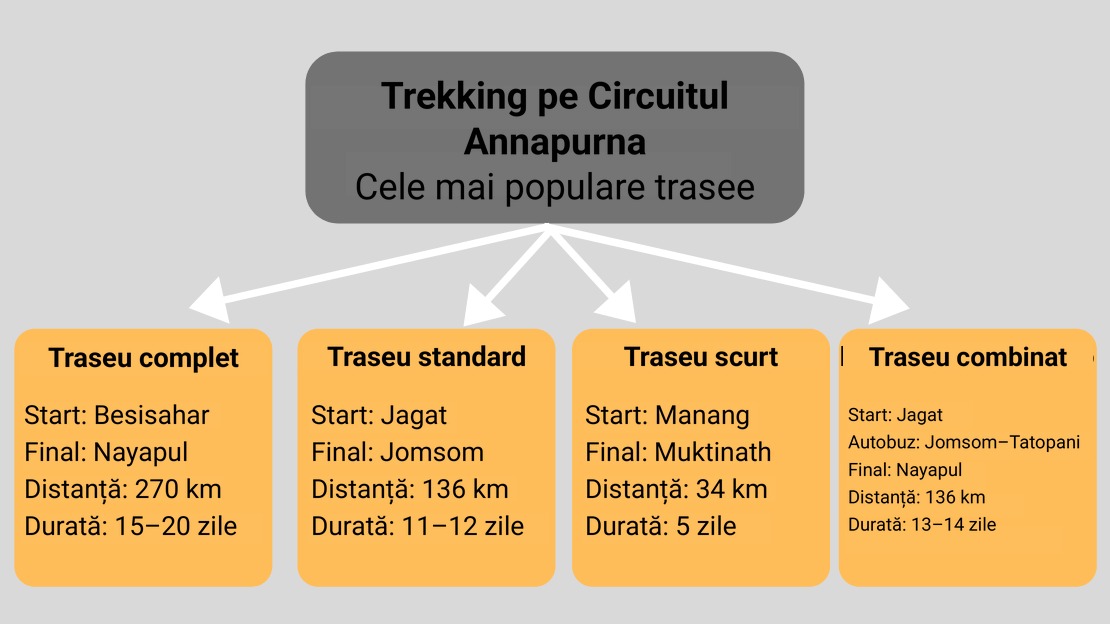 Trekking pe Circuitul
Annapurna
Cele mai populare trasee
Traseu complet
Start: Besisahar
Final: Nayapul
Distanță: 270 km
Durată: 15–20 zile
Traseu standard
Start: Jagat
Final: Jomsom
Distanță: 136 km
Durată: 11–12 zile
Traseu scurt
Start: Manang
Final: Muktinath
Distanță: 34 km
Durată: 5 zile
Traseu combinat
Start: Jagat
Autobuz: Jomsom–Tatopani
Final: Nayapul
Distanță: 136 km
Durată: 13–14 zile